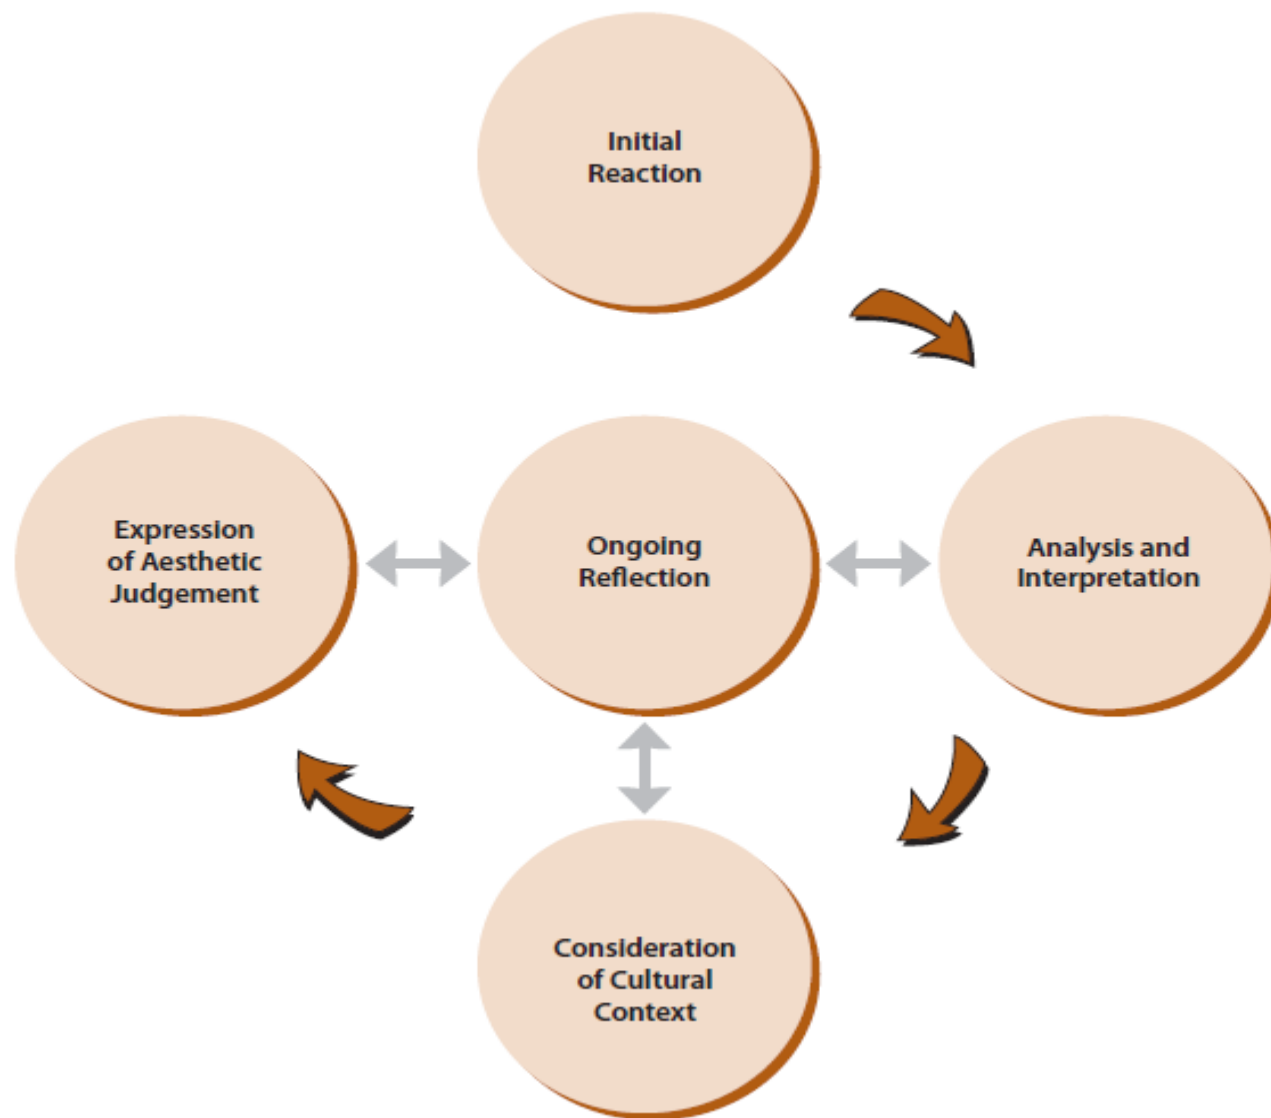 Initial
Reaction
Expression
of Aesthetic
Judgement
Ongoing
Reflection
Analysis and
Interpretation
Consideration
of Cultural
Context